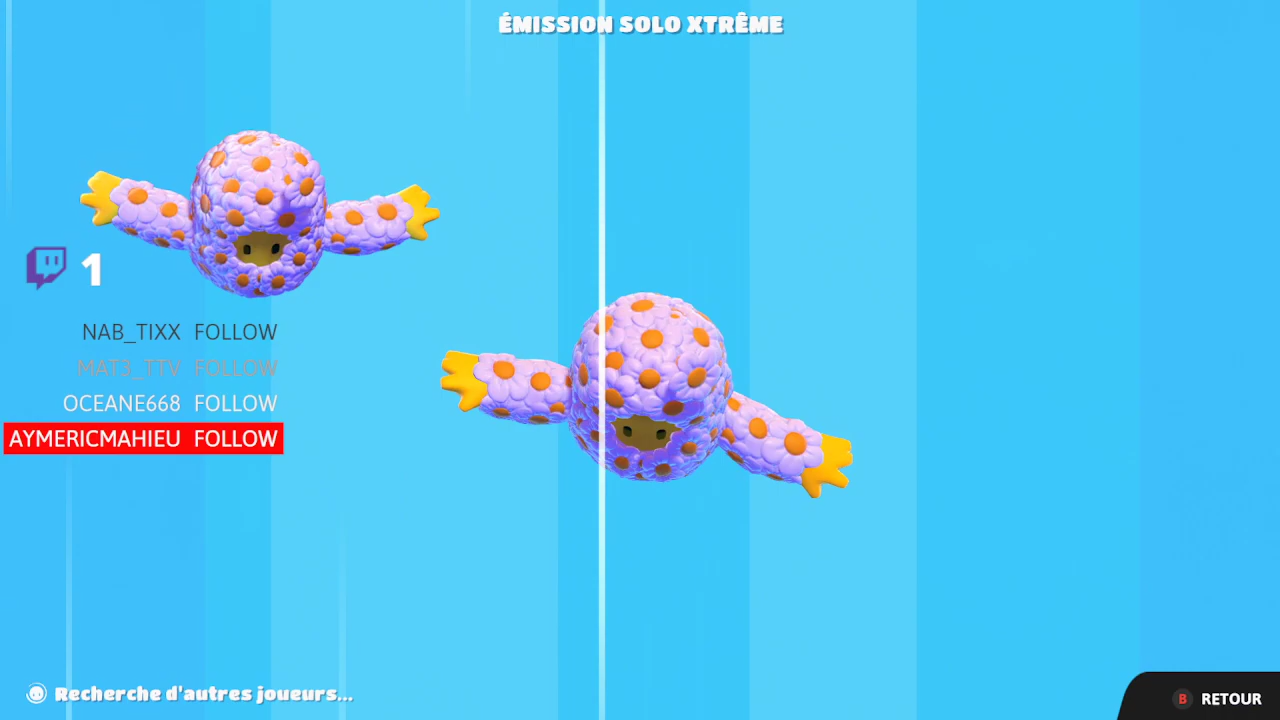 ÉMISSION SOLO XTRÊME
1
NAB_TIXX FOLLOW
MAT3_TTV FOLLOW
OCEANE668 FOLLOW
AYMERICMAHIEU FOLLOW
Recherche d'autres joueurs...
B RETOUR